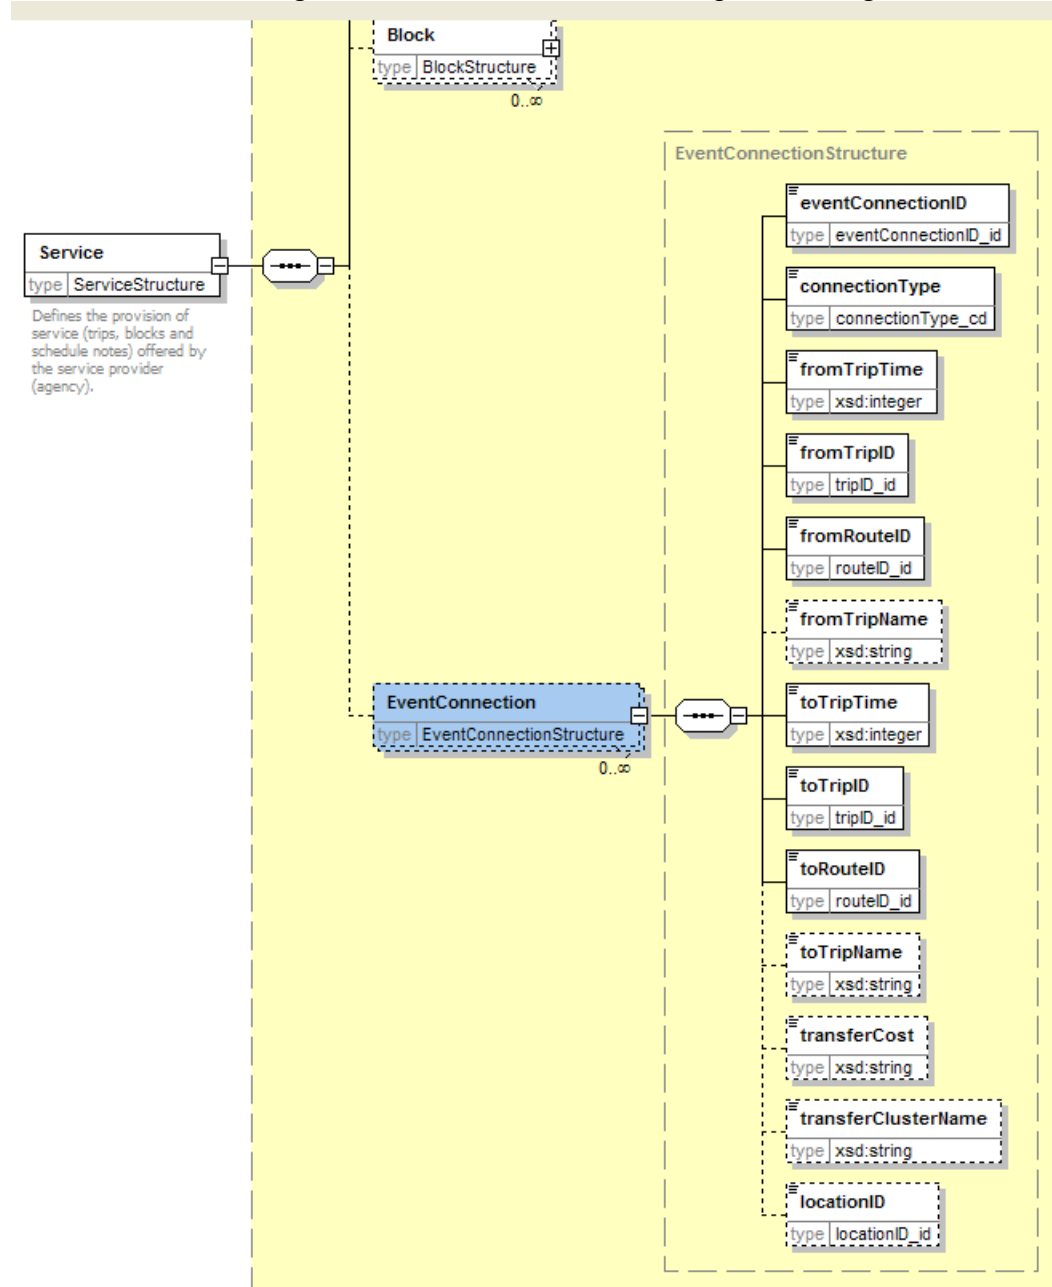 Block
type BlockStructure
0..∞
EventConnectionStructure
eventConnectionID
type eventConnectionID_id
Service
type ServiceStructure
Defines the provision of
service (trips, blocks and
schedule notes) offered by
the service provider
(agency).
connectionType
type connectionType_cd
fromTripTime
type xsd:integer
fromTripID
type tripID_id
fromRouteID
type routeID_id
fromTripName
type xsd:string
EventConnection
type EventConnectionStructure
0..∞
toTripTime
type xsd:integer
toTripID
type tripID_id
toRouteID
type routeID_id
toTripName
type xsd:string
transferCost
type xsd:string
transferClusterName
type xsd:string
locationID
type locationID_id